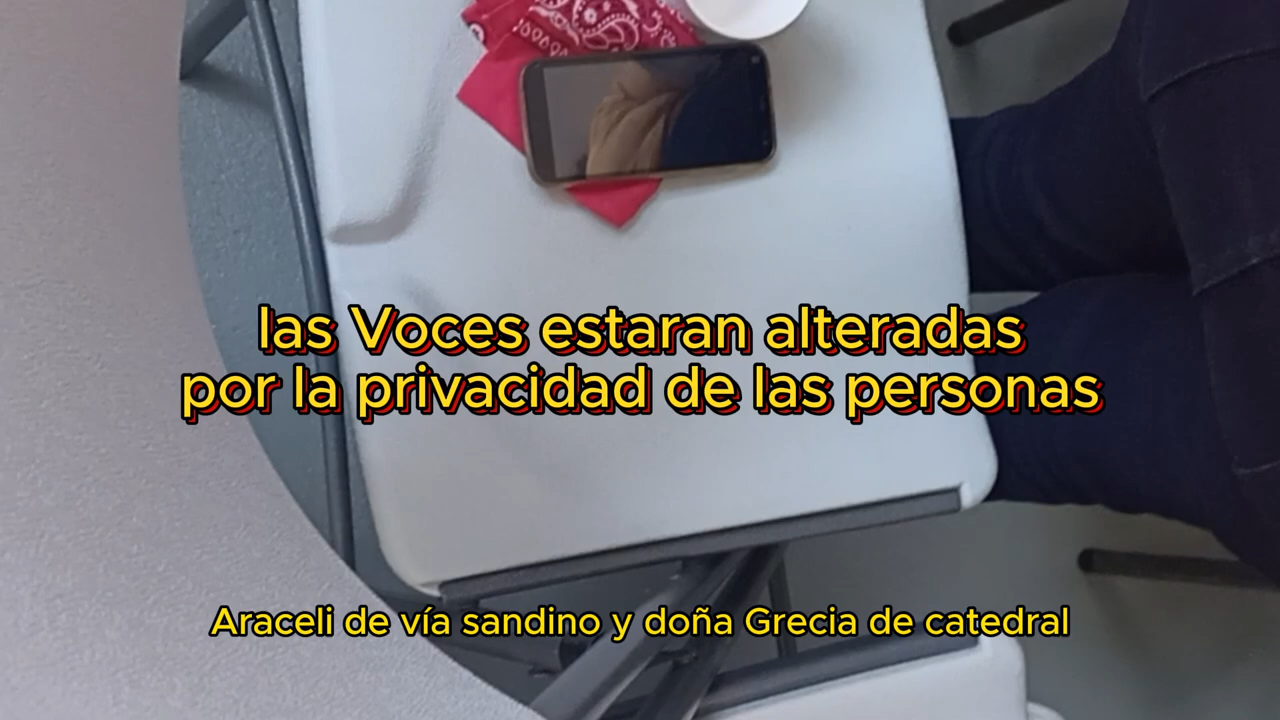 las Voces estaran alteradas
por la privacidad de las personas
Araceli de vía sandino y doña Grecia de catedral